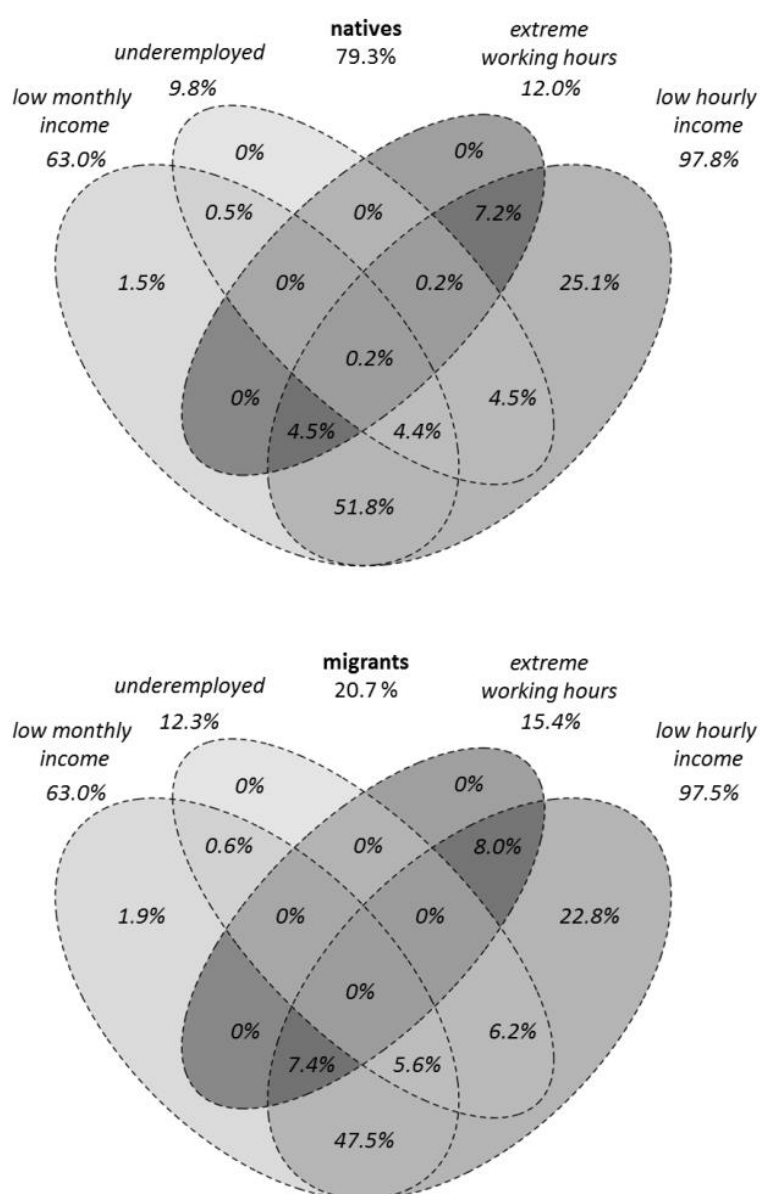 natives
79.3%
underemployed
9.8%
extreme
working hours
12.0%
low monthly
income
63.0%
low hourly
income
97.8%
0%
0%
0.5%
0%
7.2%
1.5%
0%
0.2%
25.1%
0.2%
0%
4.5%
4.5%
4.4%
51.8%
migrants
20.7 %
underemployed
12.3%
extreme
working hours
15.4%
low monthly
income
63.0%
low hourly
income
97.5%
0%
0%
0.6%
0%
8.0%
1.9%
0%
0%
22.8%
0%
0%
6.2%
7.4%
5.6%
47.5%